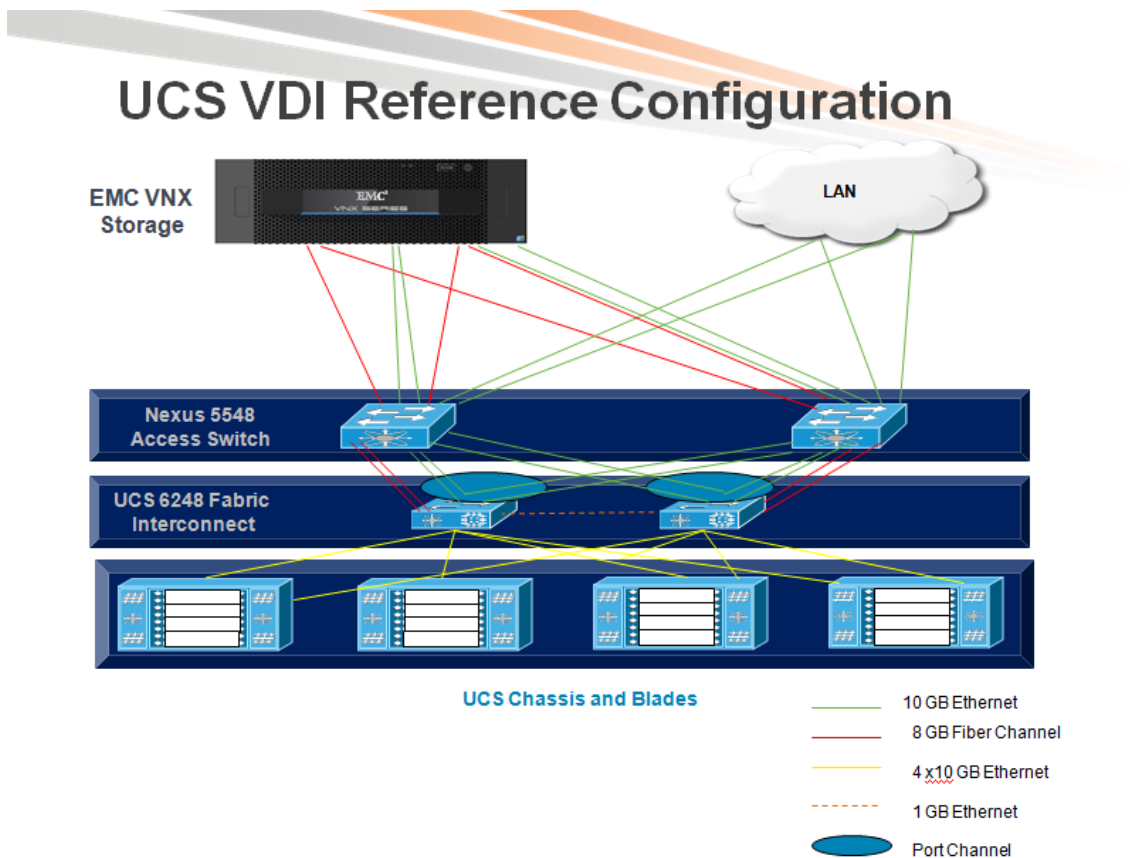 UCS VDI Reference Configuration
EMC VNX
Storage
EMC²
VNX SERIES
LAN
Nexus 5548
Access Switch
UCS 6248 Fabric
Interconnect
UCS Chassis and Blades
10 GB Ethernet
8 GB Fiber Channel
4 x10 GB Ethernet
1 GB Ethernet
Port Channel